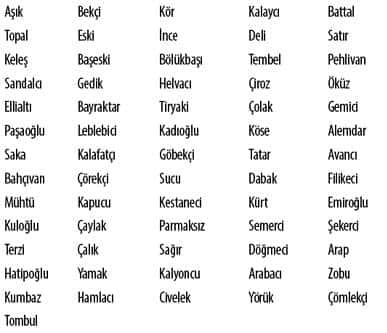 Aşık Bekçi Kör Kalaycı Battal
Topal Eski İnce Deli Satır
Keleş Başeski Bölükbaşı Tembel Pehlivan
Sandalcı Gedik Helvacı Çiroz Öküz
Ellialtı Bayraktar Tiryaki Çolak Gemici
Paşaoğlu Leblebici Kadıoğlu Köse Alemdar
Saka Kalafatçı Göbekçi Tatar Avancı
Bahçıvan Çörekçi Sucu Dabak Filikeci
Mühtü Kapucu Kestaneci Kürt Emiroğlu
Kuloğlu Çaylak Parmaksız Semerci Şekerci
Terzi Çalık Sağır Döğmeci Arap
Hatipoğlu Yamak Kalyoncu Arabacı Zobu
Kumbaz Hamlacı Civelek Yörük Çömlekçi
Tombul